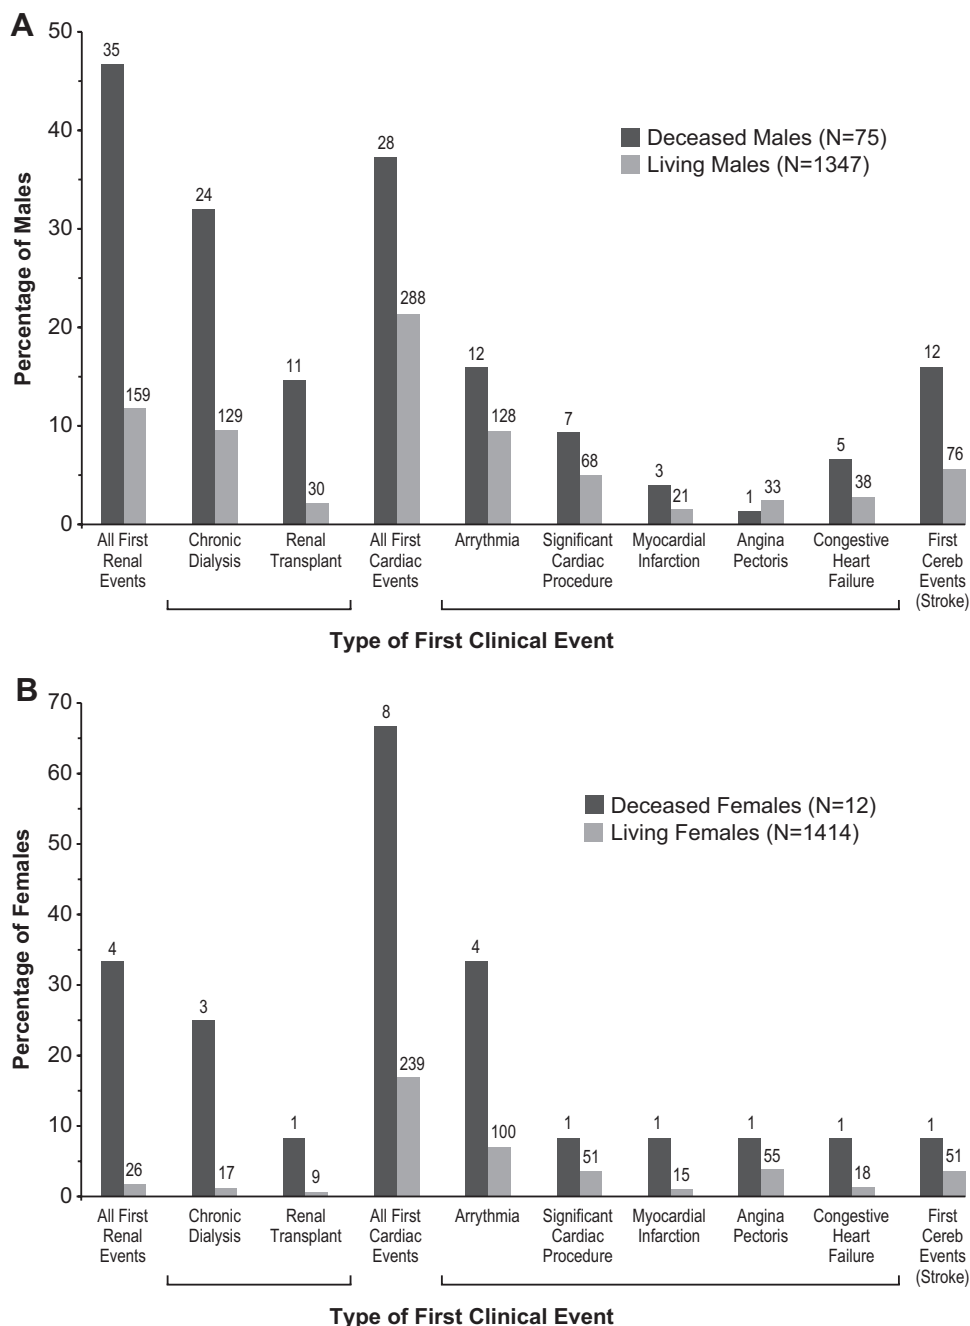 A
50
40
30
20
10
0
Percentage of Males
35
159
24
129
11
30
28
288
12
128
7
68
3
21
1
33
5
38
12
76
Deceased Males (N=75)
Living Males (N=1347)
All First
Renal
Events
Chronic
Dialysis
Renal
Transplant
All First
Cardiac
Events
Arrythmia
Significant
Cardiac
Procedure
Myocardial
Infarction
Angina
Pectoris
Congestive
Heart
Failure
First
Cereb
Events
(Stroke)
Type of First Clinical Event
B
70
60
50
40
30
20
10
0
Percentage of Females
4
26
3
17
1
9
8
239
4
100
1
51
1
15
1
55
1
18
1
51
Deceased Females (N=12)
Living Females (N=1414)
All First
Renal
Events
Chronic
Dialysis
Renal
Transplant
All First
Cardiac
Events
Arrythmia
Significant
Cardiac
Procedure
Myocardial
Infarction
Angina
Pectoris
Congestive
Heart
Failure
First
Cereb
Events
(Stroke)
Type of First Clinical Event